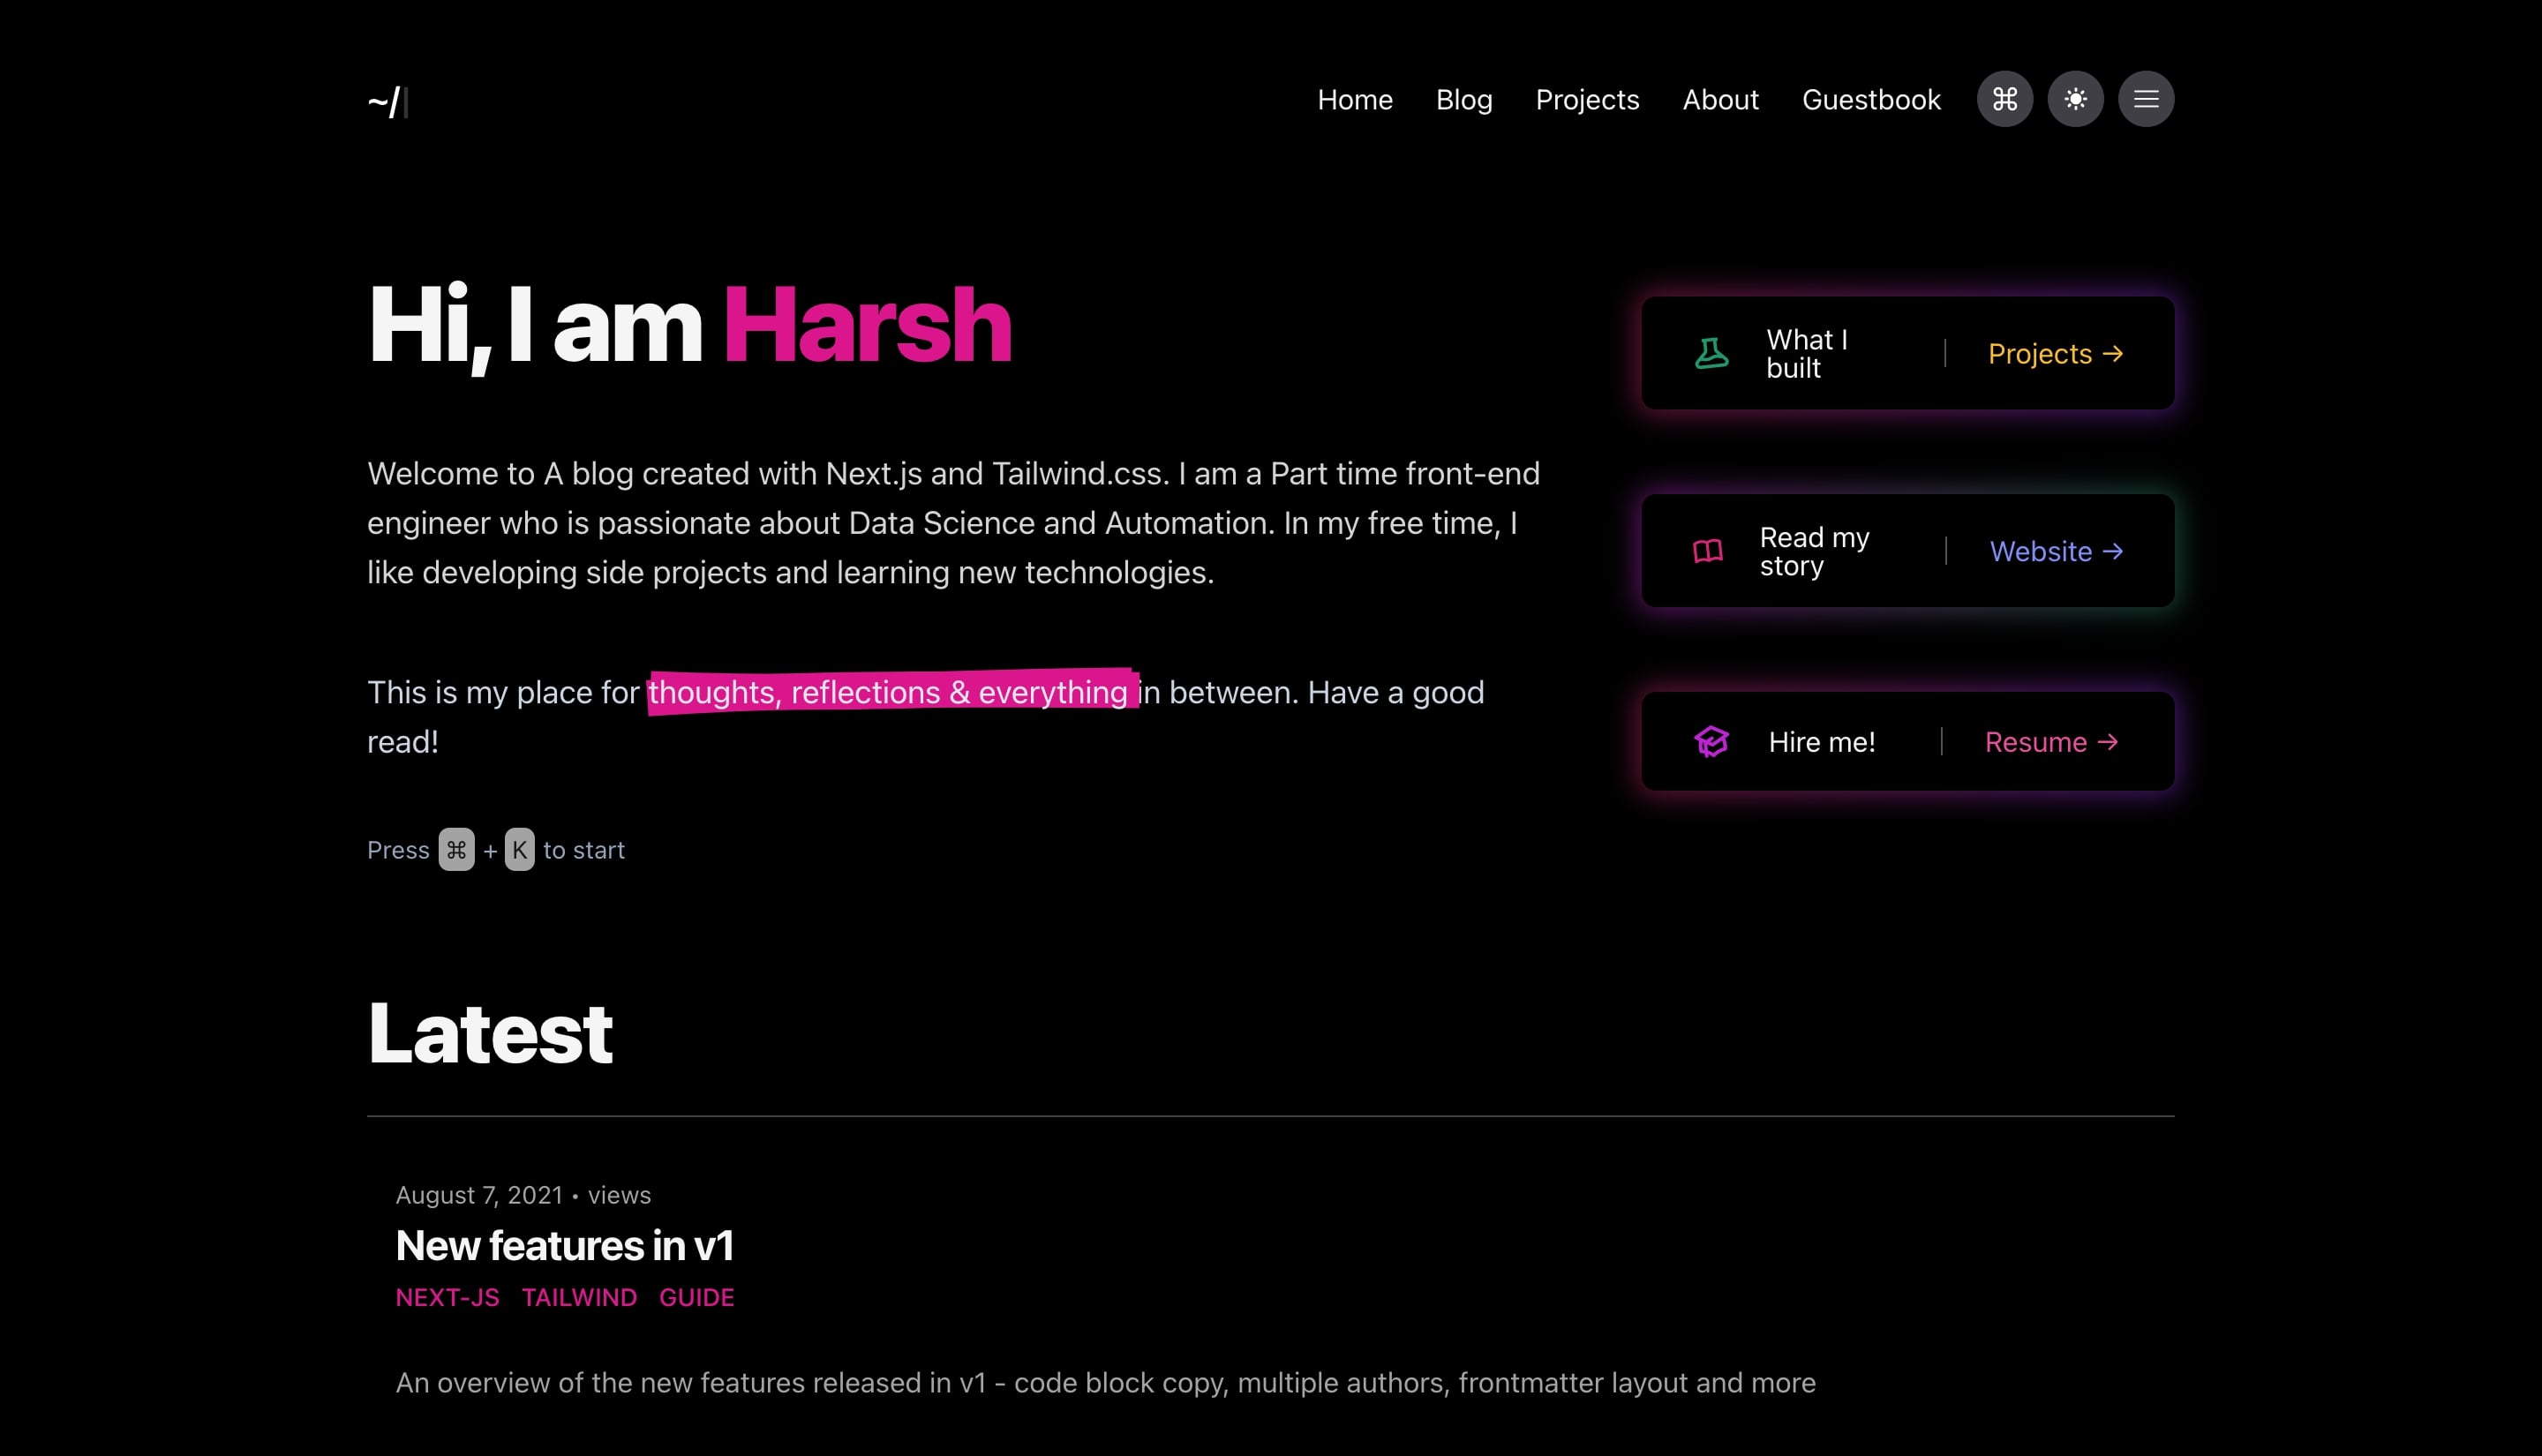 ~/
Home Blog Projects About Guestbook ⌘
Hi, I am Harsh
Welcome to A blog created with Next.js and Tailwind.css. I am a Part time front-end
engineer who is passionate about Data Science and Automation. In my free time, I
like developing side projects and learning new technologies.
This is my place for thoughts, reflections & everything in between. Have a good
read!
Press ⌘ + K to start
What I
built
Projects →
Read my
story
Website →
Hire me!
Resume →
Latest
August 7, 2021 • views
New features in v1
NEXT-JS TAILWIND GUIDE
An overview of the new features released in v1 - code block copy, multiple authors, frontmatter layout and more